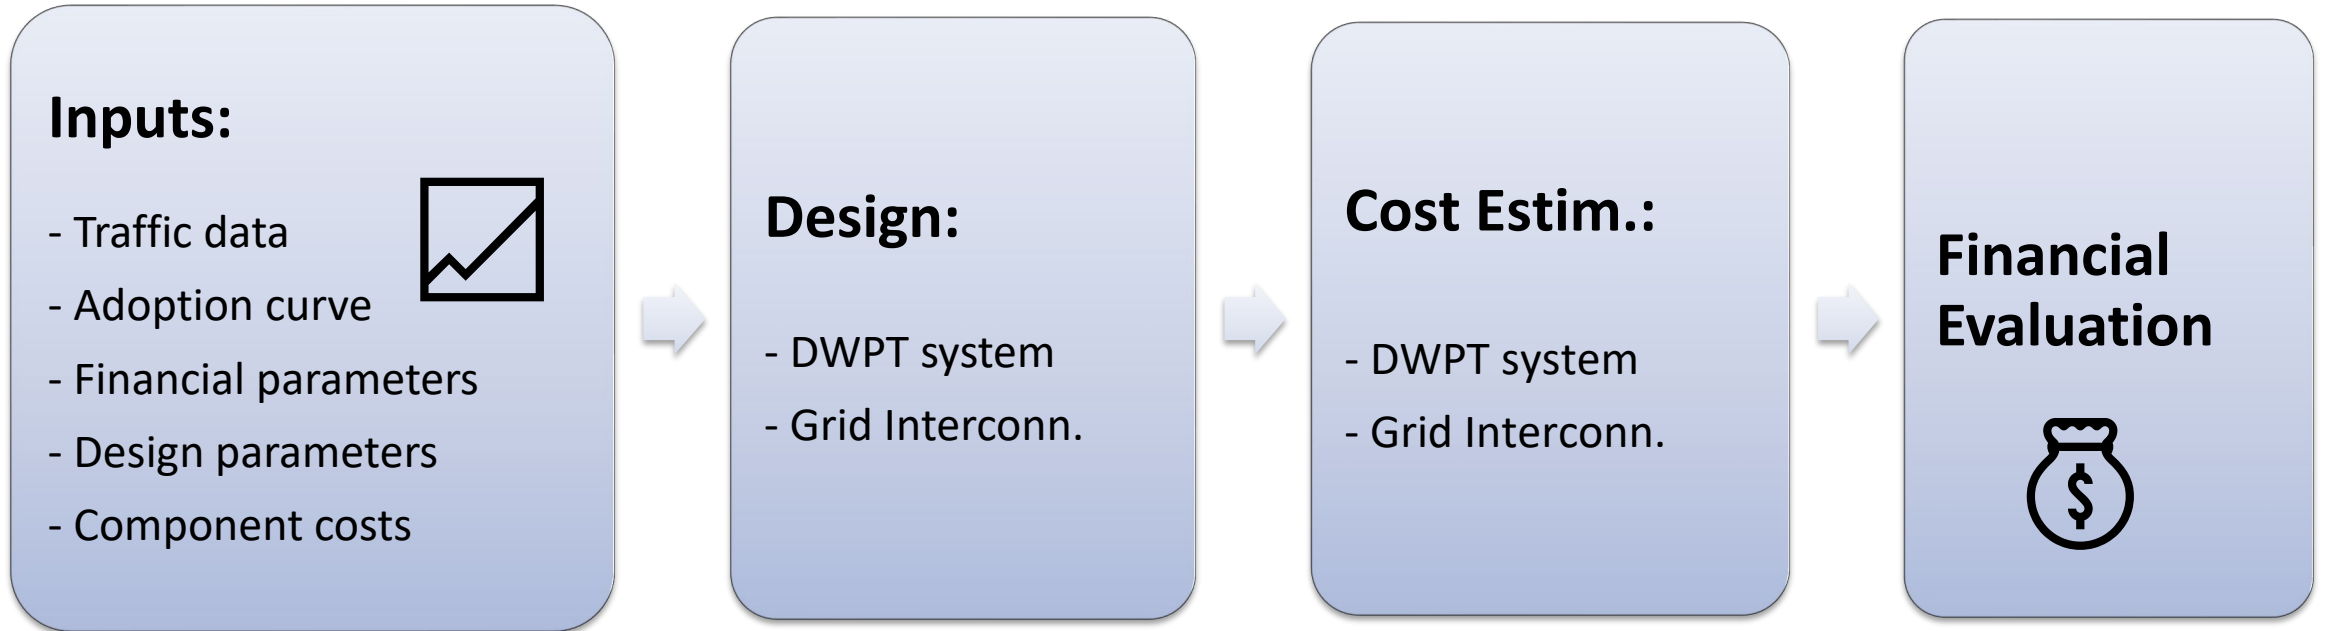 Inputs:
- Traffic data
- Adoption curve
- Financial parameters
- Design parameters
- Component costs
Design:
- DWPT system
- Grid Interconn.
Cost Estim.:
- DWPT system
- Grid Interconn.
Financial
Evaluation
$